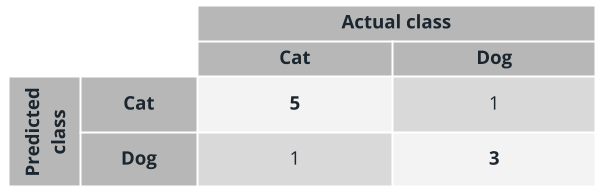 Actual class
Cat Dog
Predicted
class
Cat 5 1
Dog 1 3